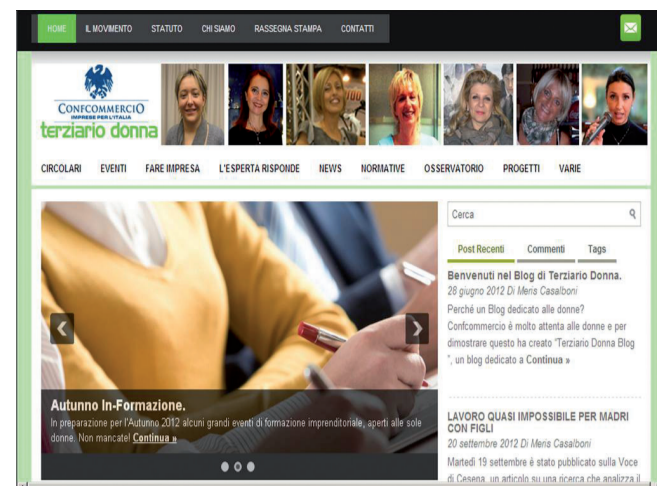 HOME IL MOVIMENTO STATUTO CHI SIAMO RASSEGNA STAMPA CONTATTI
CONFCOMMERCIO
IMPRESE PER L'ITALIA
terziario donna
CIRCOLARI EVENTI FARE IMPRESA L'ESPERTA RISPONDE NEWS NORMATIVE OSSERVATORIO PROGETTI VARIE
Autunno In-Formazione.
In preparazione per l'Autunno 2012 alcuni grandi eventi di formazione imprenditoriale, aperti alle sole
donne. Non mancate! Continua »
Cerca
Post Recenti Commenti Tags
Benvenuti nel Blog di Terziario Donna.
28 giugno 2012 Di Meris Casalboni
Perché un Blog dedicato alle donne?
Confcommercio è molto attenta alle donne e per
dimostrare questo ha creato "Terziario Donna Blog
", un blog dedicato a Continua »
LAVORO QUASI IMPOSSIBILE PER MADRI
CON FIGLI
20 settembre 2012 Di Meris Casalboni
Martedì 19 settembre è stato pubblicato sulla Voce
di Cesena, un articolo su una ricerca che analizza il